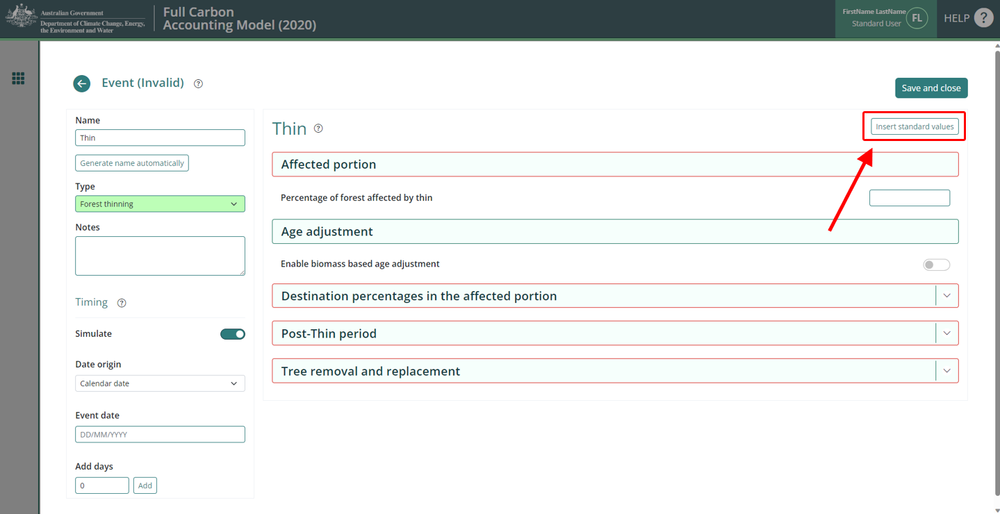 Australian Government
Department of Climate Change, Energy,
the Environment and Water
Full Carbon
Accounting Model (2020)
FirstName LastName
Standard User
FL
HELP ?
Event (Invalid) ?
Save and close
Name
Thin
Generate name automatically
Type
Forest thinning
Notes
Timing ?
Simulate
Date origin
Calendar date
Event date
DD/MM/YYYY
Add days
0 Add
Thin ?
Insert standard values
Affected portion
Percentage of forest affected by thin
Age adjustment
Enable biomass based age adjustment
Destination percentages in the affected portion
Post-Thin period
Tree removal and replacement